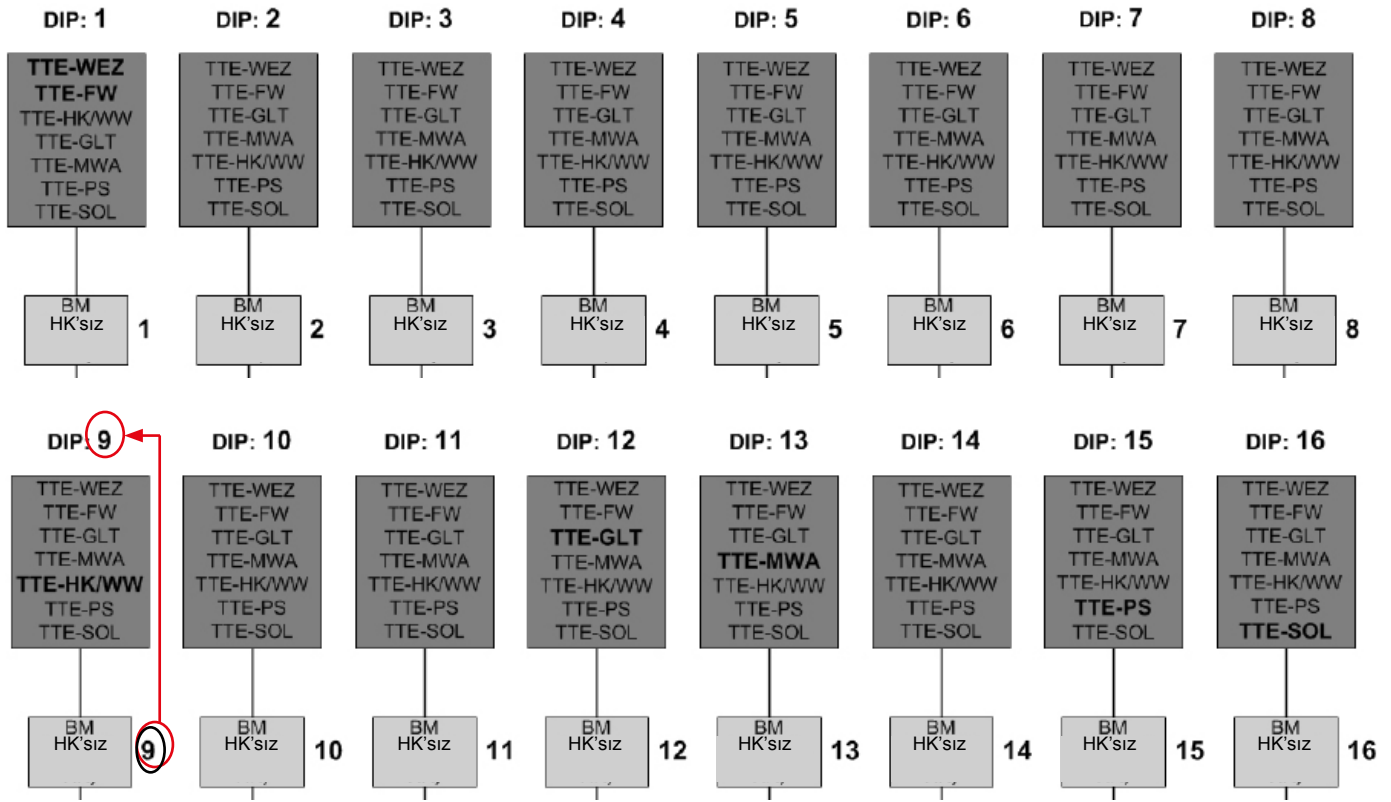 DIP: 1
DIP: 2
DIP: 3
DIP: 4
DIP: 5
DIP: 6
DIP: 7
DIP: 8
TTE-WEZ
TTE-FW
TTE-HK/WW
TTE-GLT
TTE-MWA
TTE-PS
TTE-SOL
TTE-WEZ
TTE-FW
TTE-GLT
TTE-MWA
TTE-HK/WW
TTE-PS
TTE-SOL
TTE-WEZ
TTE-FW
TTE-GLT
TTE-MWA
TTE-HK/WW
TTE-PS
TTE-SOL
TTE-WEZ
TTE-FW
TTE-GLT
TTE-MWA
TTE-HK/WW
TTE-PS
TTE-SOL
TTE-WEZ
TTE-FW
TTE-GLT
TTE-MWA
TTE-HK/WW
TTE-PS
TTE-SOL
TTE-WEZ
TTE-FW
TTE-GLT
TTE-MWA
TTE-HK/WW
TTE-PS
TTE-SOL
TTE-WEZ
TTE-FW
TTE-GLT
TTE-MWA
TTE-HK/WW
TTE-PS
TTE-SOL
TTE-WEZ
TTE-FW
TTE-GLT
TTE-MWA
TTE-HK/WW
TTE-PS
TTE-SOL
BM
HK'sız
1
BM
HK'sız
2
BM
HK'sız
3
BM
HK'sız
4
BM
HK'sız
5
BM
HK'sız
6
BM
HK'sız
7
BM
HK'sız
8
DIP: 9
DIP: 10
DIP: 11
DIP: 12
DIP: 13
DIP: 14
DIP: 15
DIP: 16
TTE-WEZ
TTE-FW
TTE-GLT
TTE-MWA
TTE-HK/WW
TTE-PS
TTE-SOL
TTE-WEZ
TTE-FW
TTE-GLT
TTE-MWA
TTE-HK/WW
TTE-PS
TTE-SOL
TTE-WEZ
TTE-FW
TTE-GLT
TTE-MWA
TTE-HK/WW
TTE-PS
TTE-SOL
TTE-WEZ
TTE-FW
TTE-GLT
TTE-MWA
TTE-HK/WW
TTE-PS
TTE-SOL
TTE-WEZ
TTE-FW
TTE-GLT
TTE-MWA
TTE-HK/WW
TTE-PS
TTE-SOL
TTE-WEZ
TTE-FW
TTE-GLT
TTE-MWA
TTE-HK/WW
TTE-PS
TTE-SOL
TTE-WEZ
TTE-FW
TTE-GLT
TTE-MWA
TTE-HK/WW
TTE-PS
TTE-SOL
TTE-WEZ
TTE-FW
TTE-GLT
TTE-MWA
TTE-HK/WW
TTE-PS
TTE-SOL
BM
HK'sız
9
BM
HK'sız
10
BM
HK'sız
11
BM
HK'sız
12
BM
HK'sız
13
BM
HK'sız
14
BM
HK'sız
15
BM
HK'sız
16